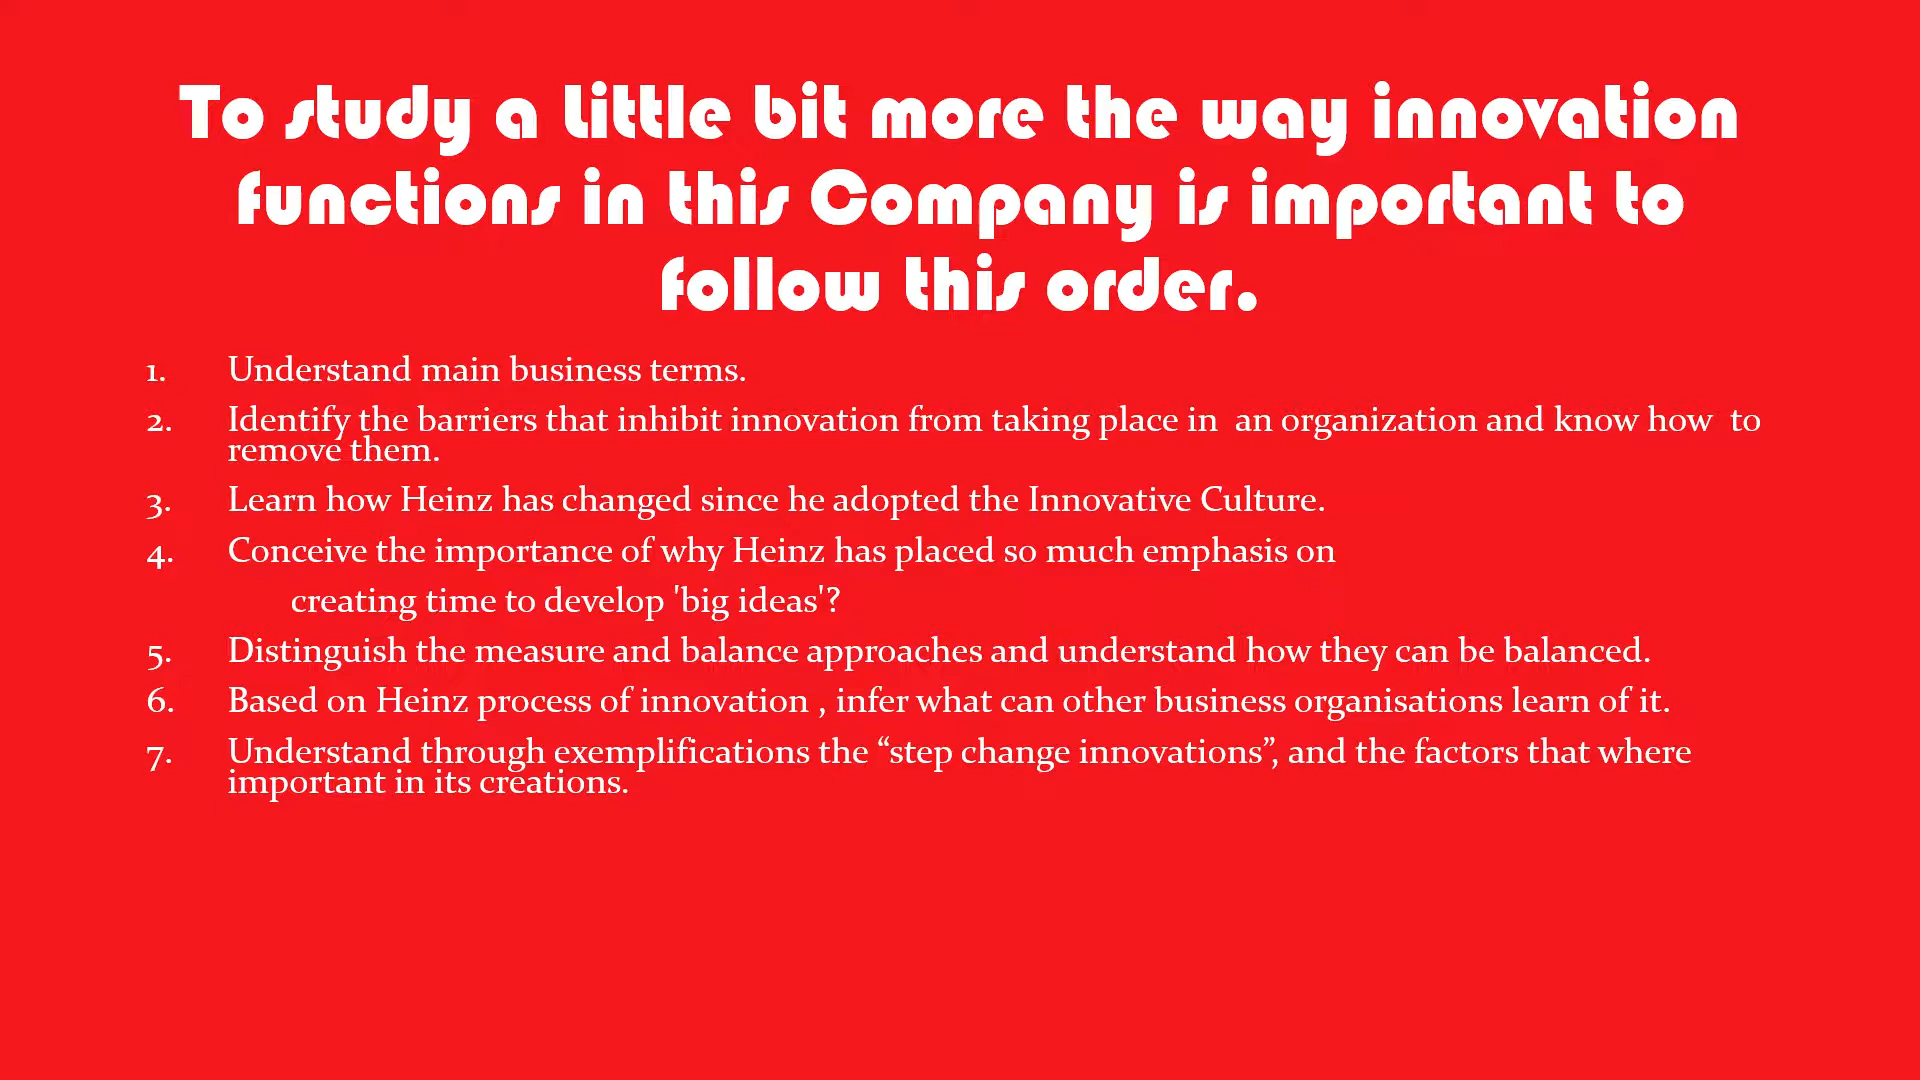 To study a little bit more the way innovation
functions in this Company is important to
follow this order.
1. Understand main business terms.
2. Identify the barriers that inhibit innovation from taking place in  an organization and know how  to
remove them.
3. Learn how Heinz has changed since he adopted the Innovative Culture.
4. Conceive the importance of why Heinz has placed so much emphasis on
creating time to develop 'big ideas'?
5. Distinguish the measure and balance approaches and understand how they can be balanced.
6. Based on Heinz process of innovation , infer what can other business organisations learn of it.
7. Understand through exemplifications the “step change innovations”, and the factors that where
important in its creations.